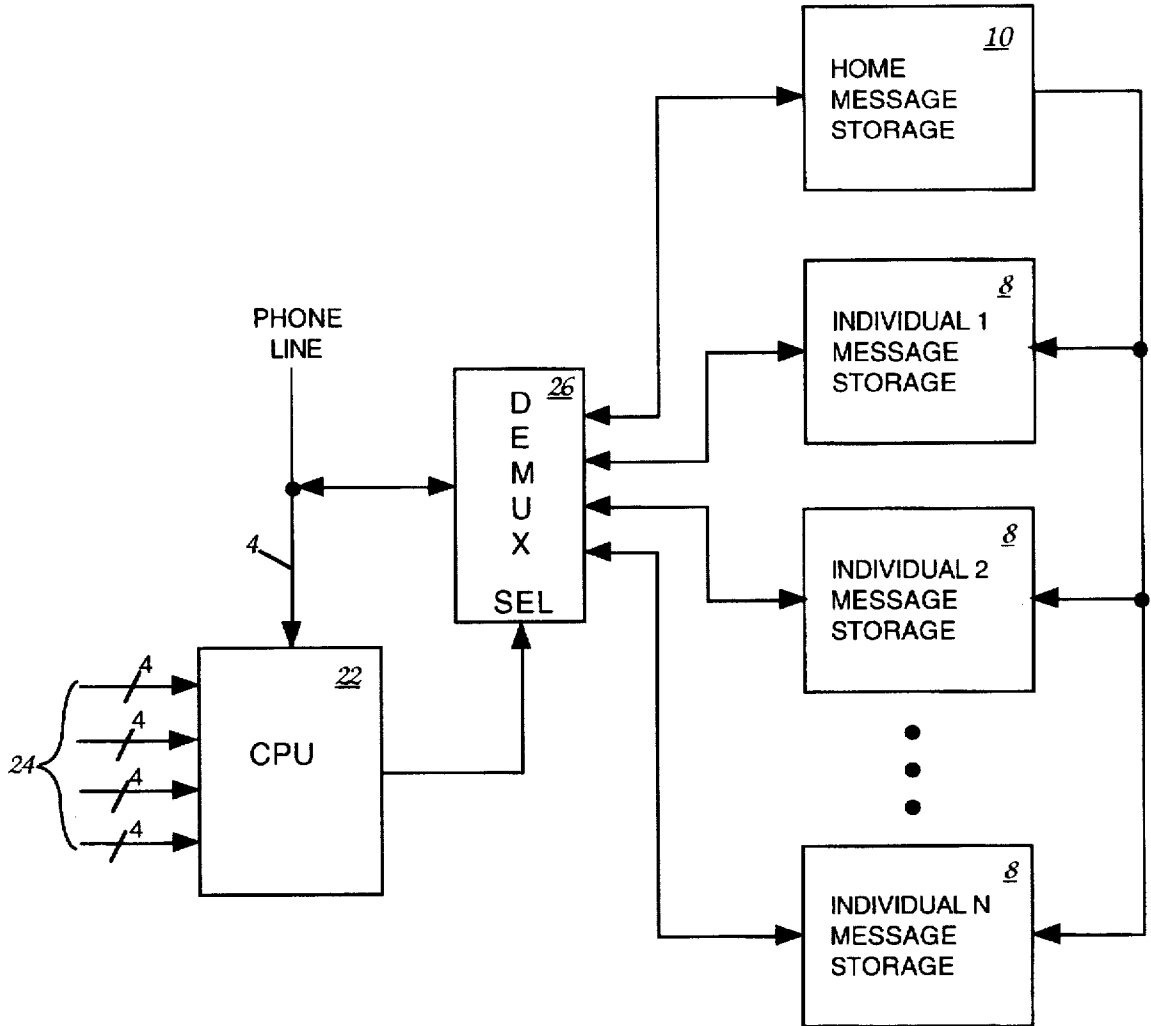 10
HOME
MESSAGE
STORAGE
8
INDIVIDUAL 1
MESSAGE
STORAGE
PHONE
LINE
26
D
E
M
U
X
SEL
8
INDIVIDUAL 2
MESSAGE
STORAGE
4
22
CPU
4
4
4
4
24
8
INDIVIDUAL N
MESSAGE
STORAGE